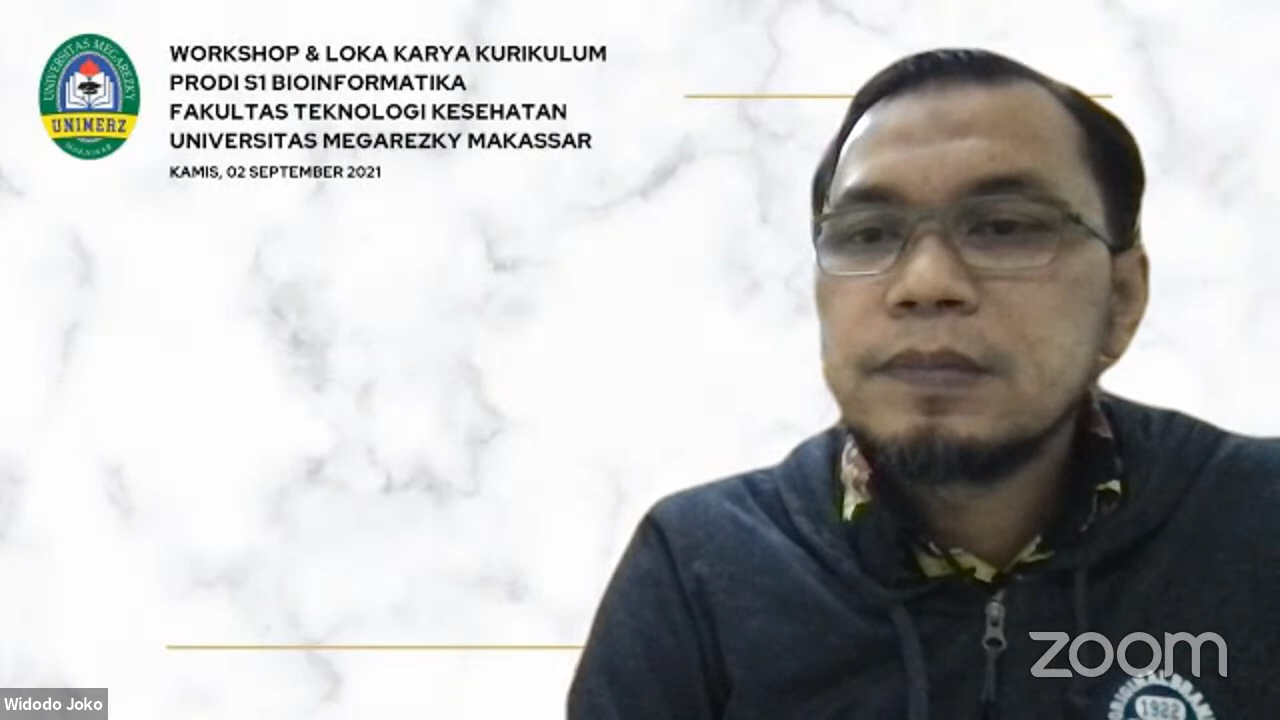 UNIVERSITAS MEGAREZKY
UNIMERZ
MAKASSAR
WORKSHOP & LOKA KARYA KURIKULUM
PRODI S1 BIOINFORMATIKA
FAKULTAS TEKNOLOGI KESEHATAN
UNIVERSITAS MEGAREZKY MAKASSAR
KAMIS, 02 SEPTEMBER 2021
zoom
1922
Widodo Joko